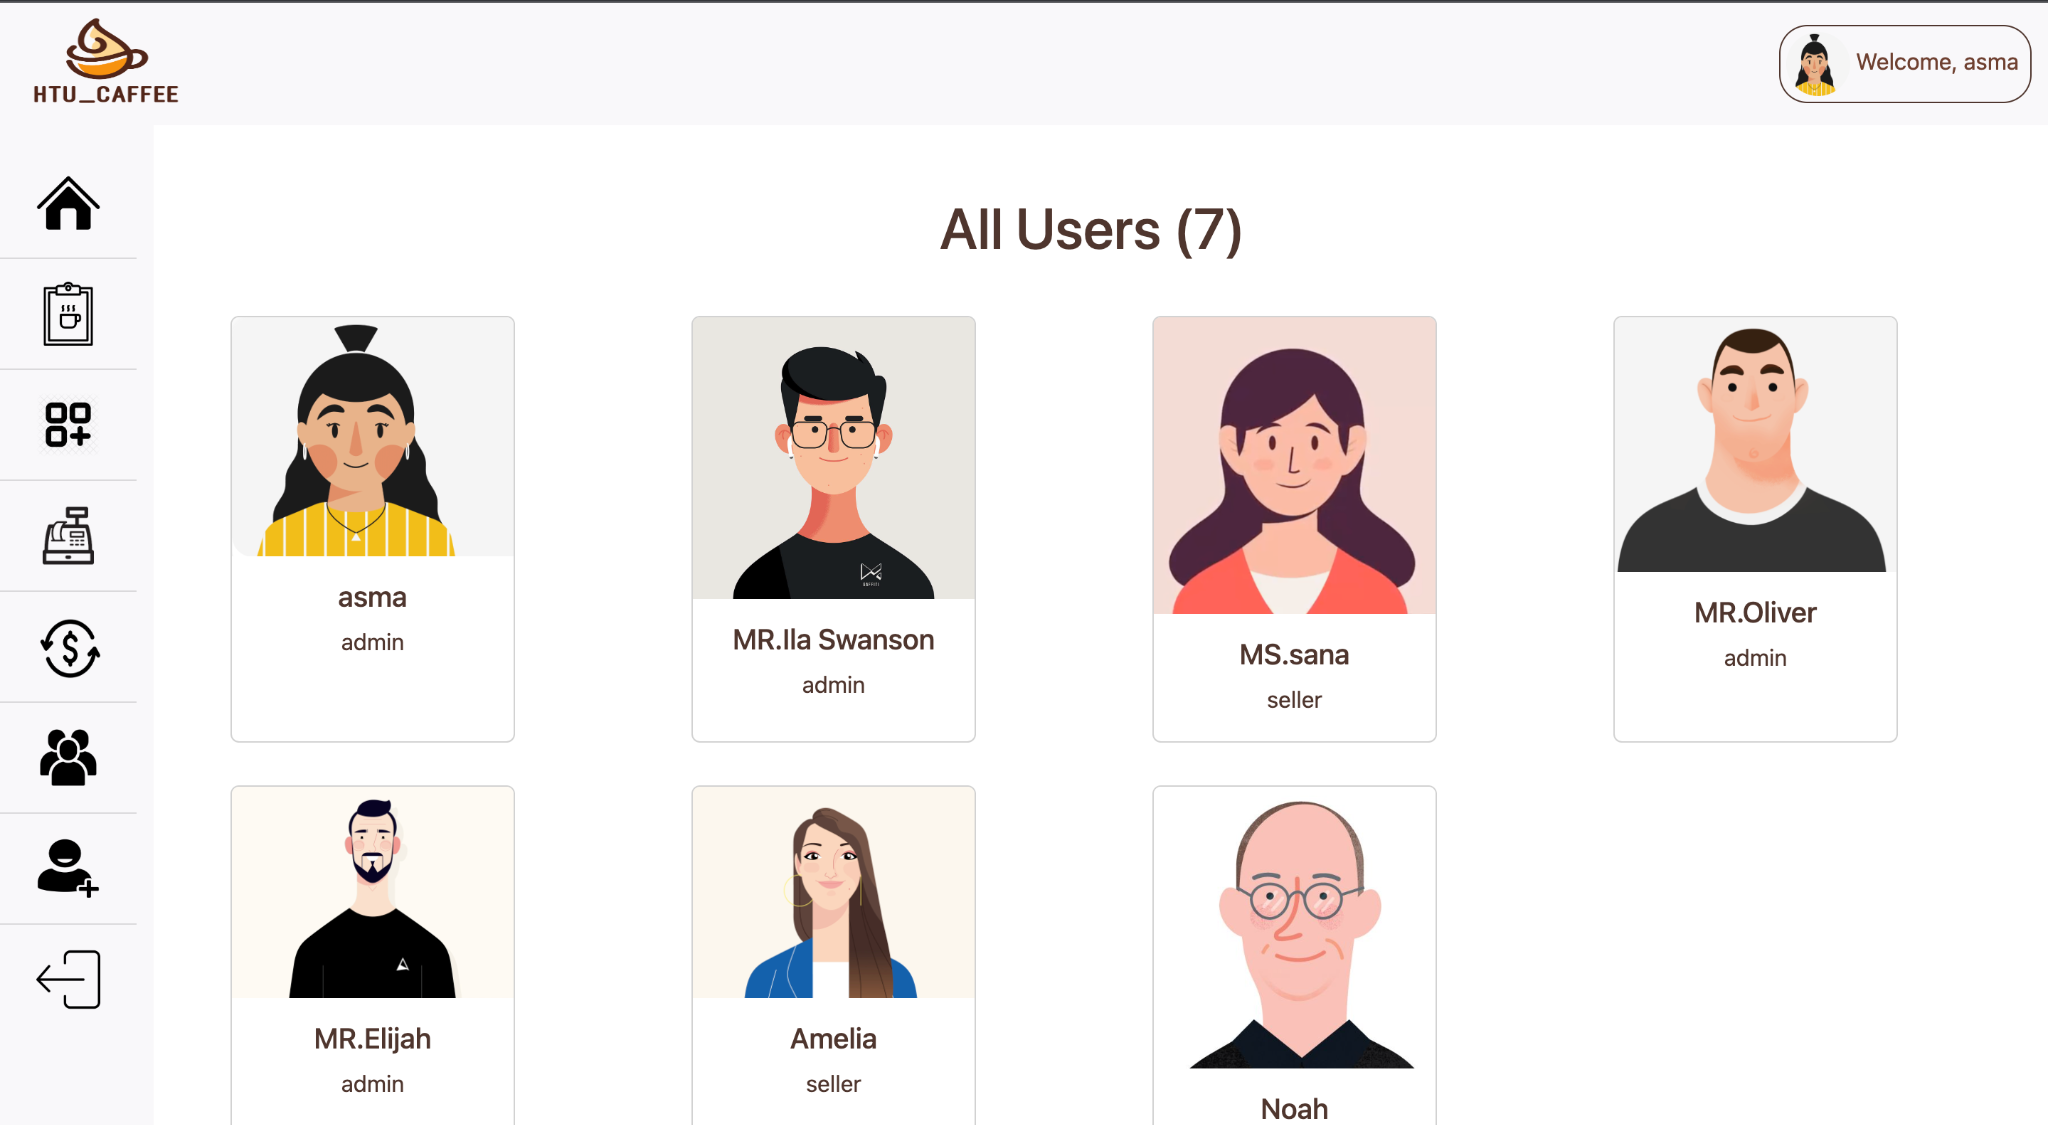 HTU_CAFFEE
Welcome, asma
All Users (7)
asma
admin
MR.Ila Swanson
admin
MS.sana
seller
MR.Oliver
admin
MR.Elijah
admin
Amelia
seller
Noah